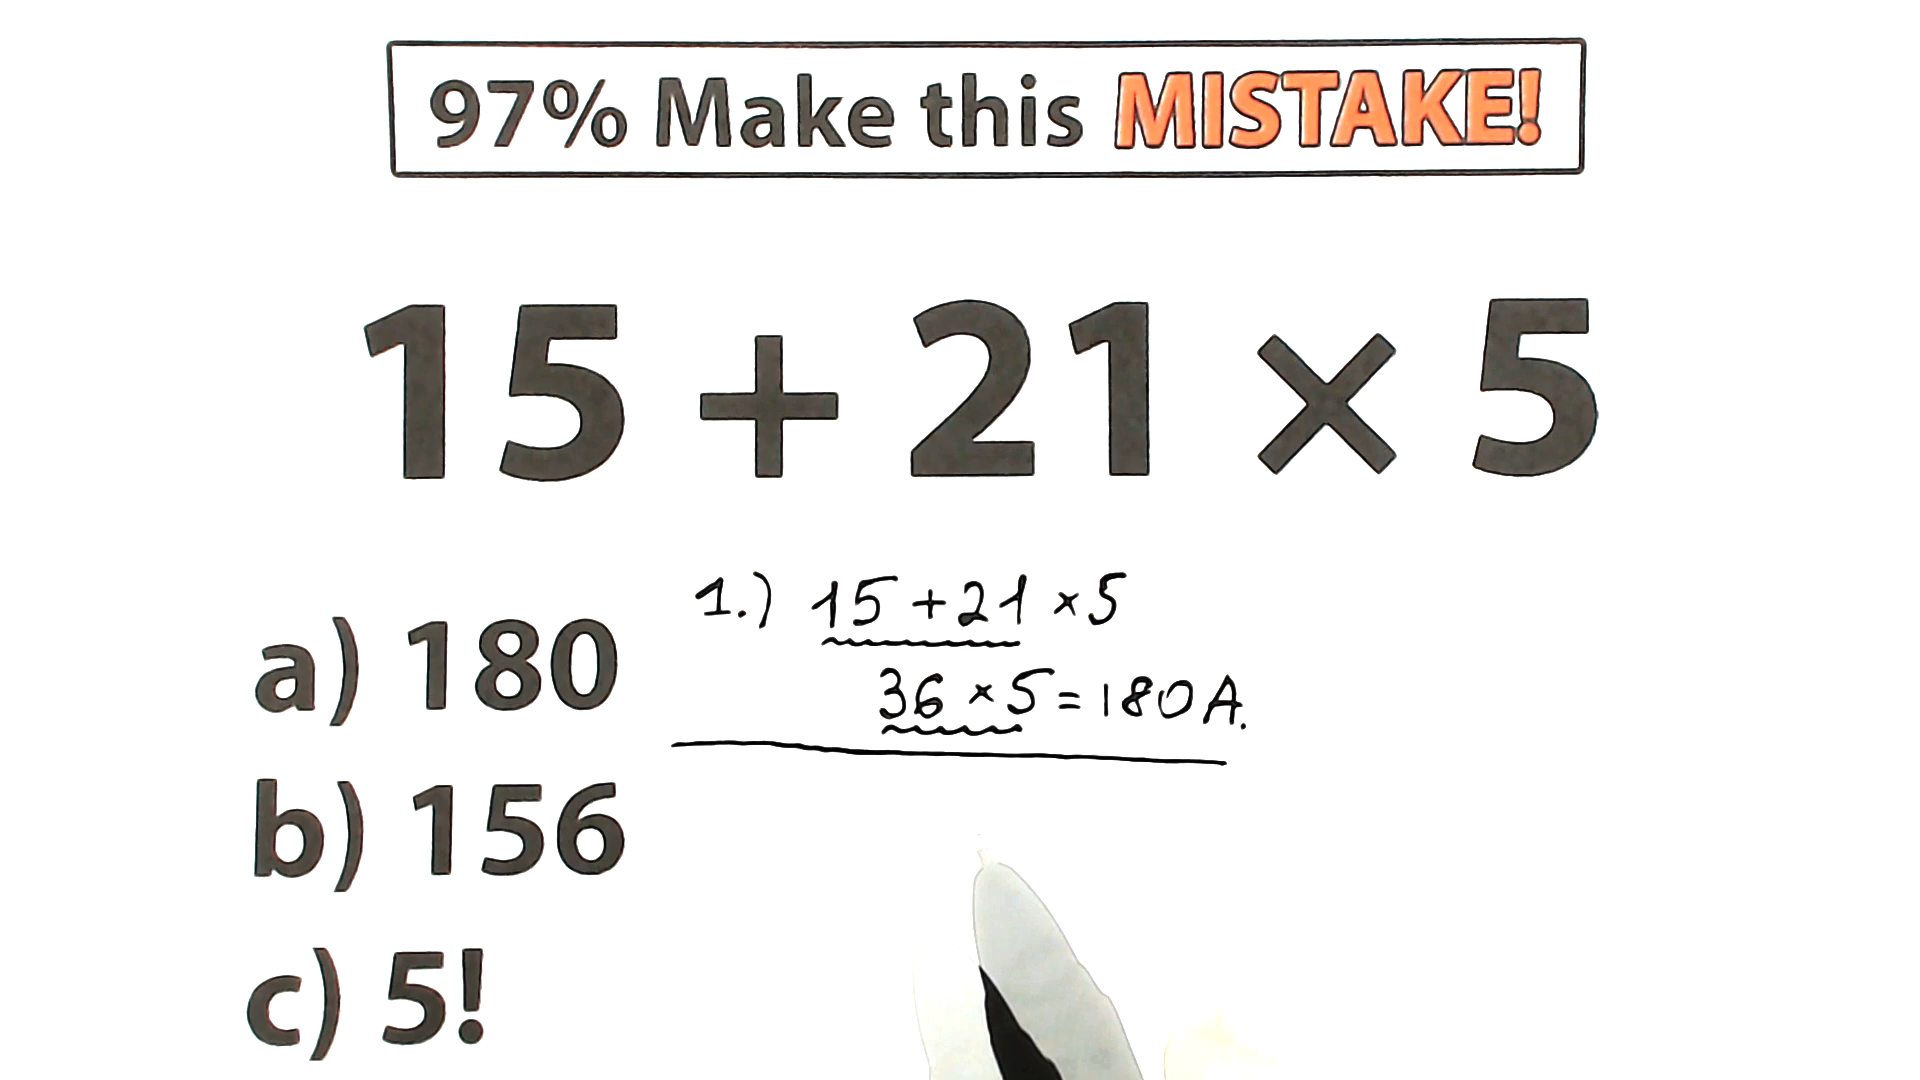 97% Make this MISTAKE!
15 + 21 × 5
a) 180
b) 156
c) 5!
1.) 15 + 21 × 5
36 × 5 = 180 A.